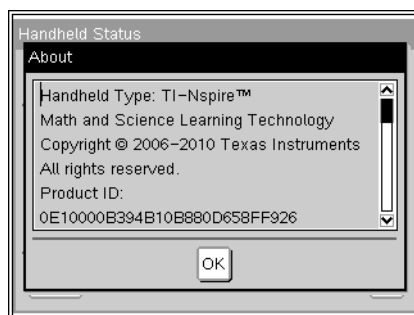 Handheld Status
About
Handheld Type: TI-Nspire™
Math and Science Learning Technology
Copyright © 2006-2010 Texas Instruments
All rights reserved.
Product ID:
0E10000B394B10B880D658FF926
OK